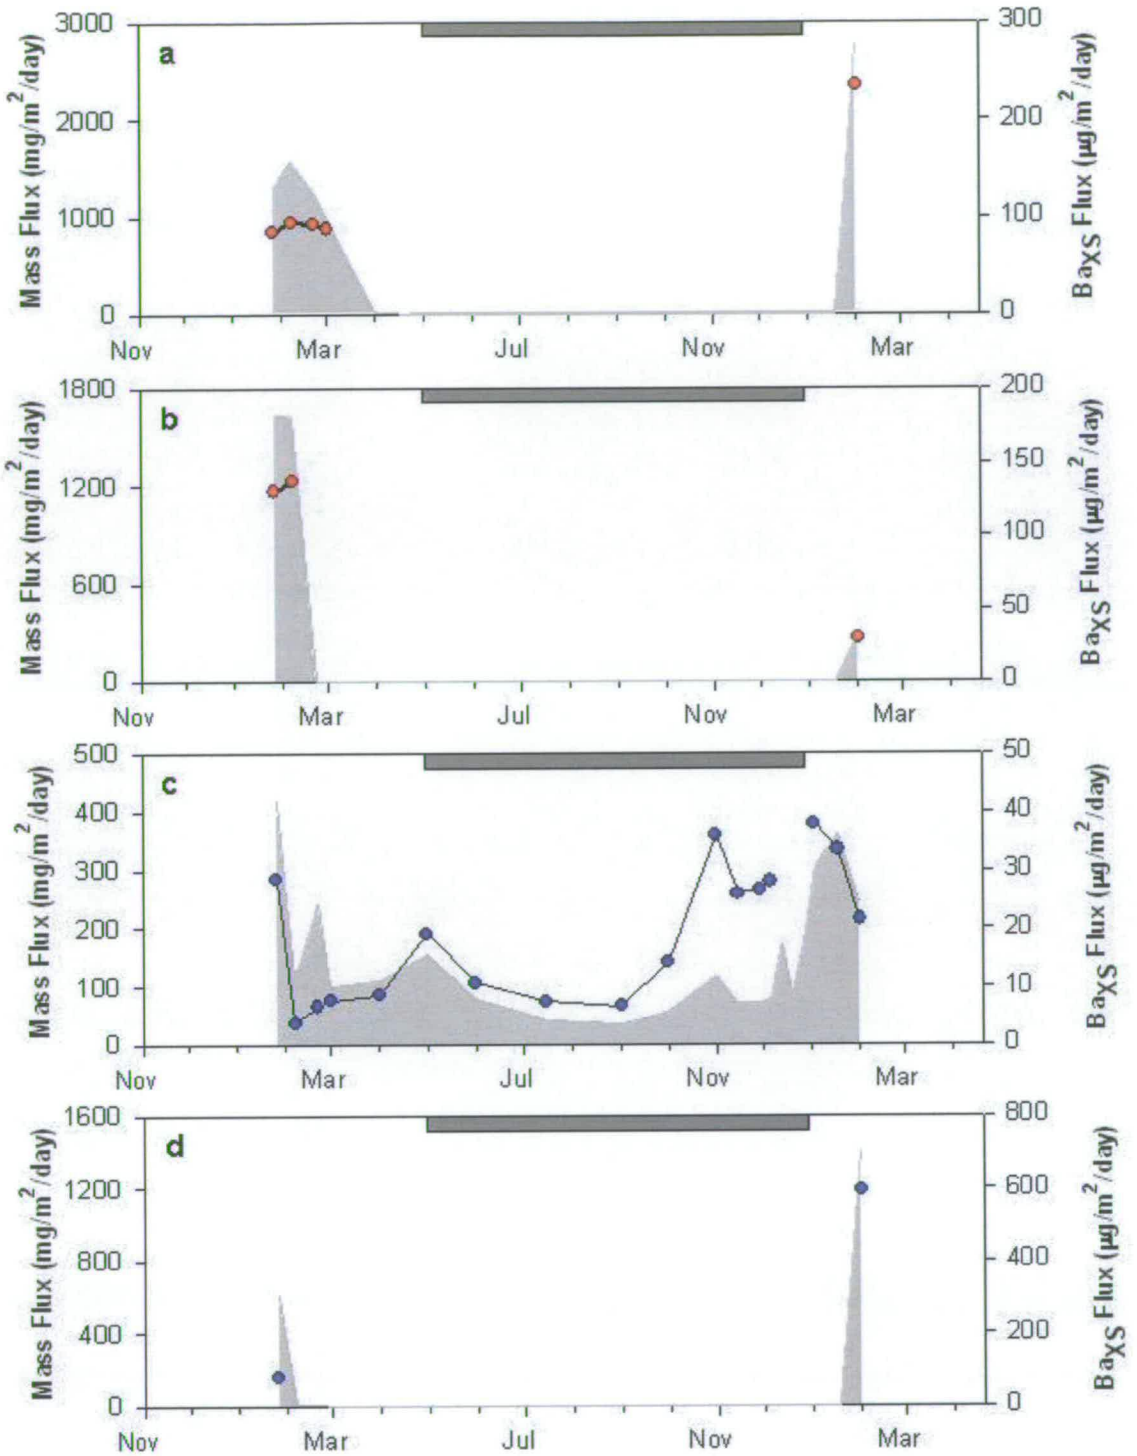 a
Mass Flux (mg/m²/day)
3000
2000
1000
0
BaXS Flux (µg/m²/day)
300
200
100
0
Nov Mar Jul Nov Mar
b
Mass Flux (mg/m²/day)
1800
1200
600
0
BaXS Flux (µg/m²/day)
200
150
100
50
0
Nov Mar Jul Nov Mar
c
Mass Flux (mg/m²/day)
500
400
300
200
100
0
BaXS Flux (µg/m²/day)
50
40
30
20
10
0
Nov Mar Jul Nov Mar
d
Mass Flux (mg/m²/day)
1600
1200
800
400
0
BaXS Flux (µg/m²/day)
800
600
400
200
0
Nov Mar Jul Nov Mar